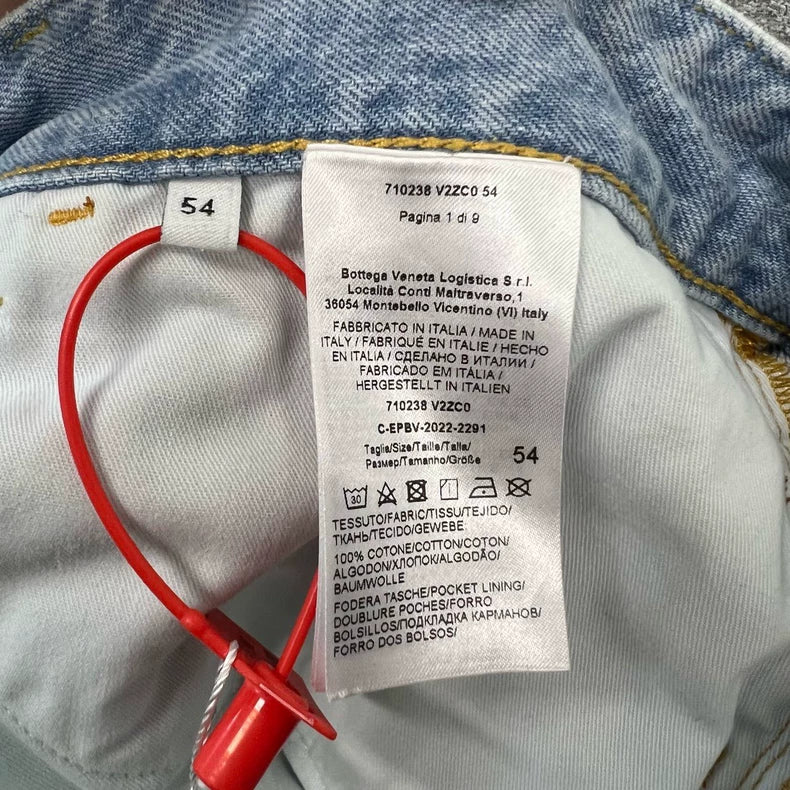 54
710238 V2ZC0 54
Pagina 1 di 9
Bottega Veneta Logistica S.r.l.
Località Conti Maltraverso,1
36054 Montebello Vicentino (VI) Italy
FABBRICATO IN ITALIA / MADE IN
ITALY / FABRIQUÉ EN ITALIE / HECHO
EN ITALIA / СДЕЛАНО В ИТАЛИИ /
FABRICADO EM ITÁLIA /
HERGESTELLT IN ITALIEN
710238 V2ZC0
C-EPBV-2022-2291
Taglia/Size/Taille/Talla/
Размер/Tamanho/Größe 54
30
TESSUTO/FABRIC/TISSU/TEJIDO/
ТКАНЬ/TECIDO/GEWEBE
100% COTONE/COTTON/COTON/
ALGODON/ХЛОПОК/ALGODÃO/
BAUMWOLLE
FODERA TASCHE/POCKET LINING/
DOUBLURE POCHES/FORRO
BOLSILLOS/ПОДКЛАДКА КАРМАНОВ/
FORRO DOS BOLSOS/